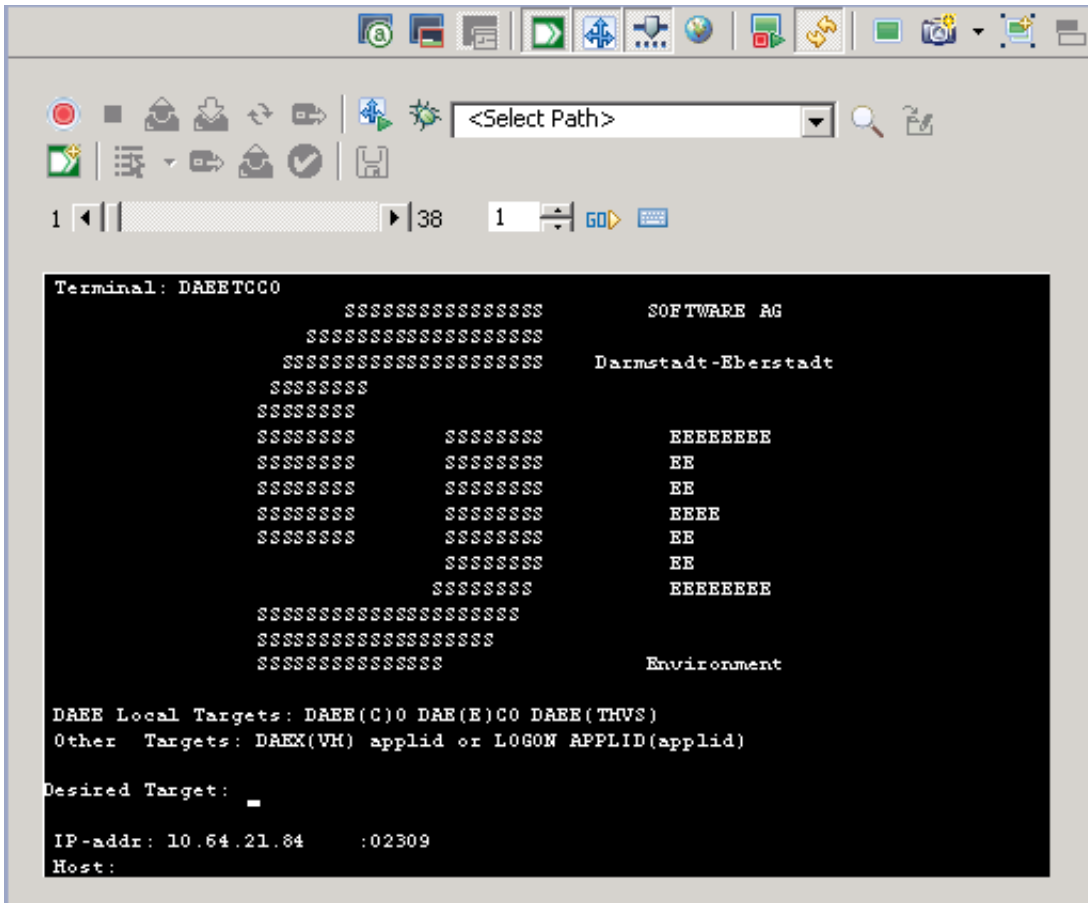 <Select Path>
1 38 1 GO
Terminal: DAEETCC0
SSSSSSSSSSSSSSSS SOFTWARE AG
SSSSSSSSSSSSSSSSSSS
SSSSSSSSSSSSSSSSSSSSS Darmstadt-Eberstadt
SSSSSSSS
SSSSSSSS
SSSSSSSS SSSSSSSS EEEEEEEE
SSSSSSSS SSSSSSSS EE
SSSSSSSS SSSSSSSS EE
SSSSSSSS SSSSSSSS EEEE
SSSSSSSS SSSSSSSS EE
SSSSSSSS EE
SSSSSSSS EEEEEEEE
SSSSSSSSSSSSSSSSSSSSS
SSSSSSSSSSSSSSSSSSS
SSSSSSSSSSSSSSS Environment
DAEE Local Targets: DAEE(C)0 DAE(E)C0 DAEE(THVS)
Other Targets: DAEX(VH) applid or LOGON APPLID(applid)
Desired Target: _
IP-addr: 10.64.21.84 :02309
Host: